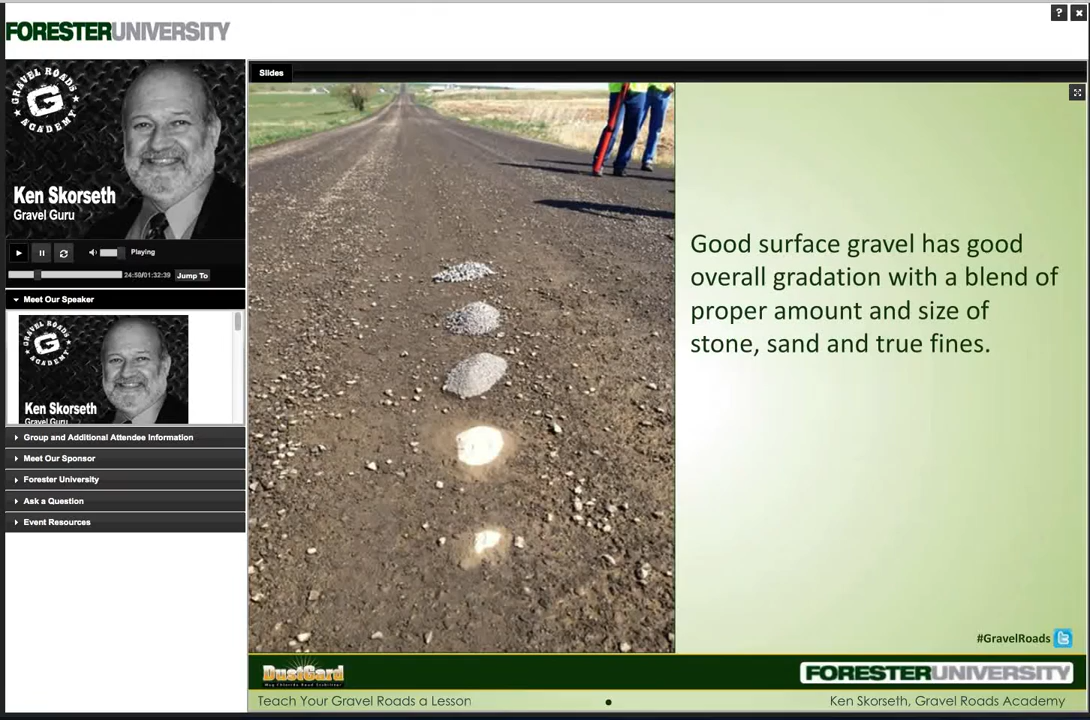 ? ×
FORESTERUNIVERSITY
GRAVEL ROADS
G
ACADEMY
Ken Skorseth
Gravel Guru
Playing
24:50/01:32:39 Jump To
Meet Our Speaker
GRAVEL ROADS
G
ACADEMY
Ken Skorseth
Gravel Guru
Group and Additional Attendee Information
Meet Our Sponsor
Forester University
Ask a Question
Event Resources
Slides
Good surface gravel has good
overall gradation with a blend of
proper amount and size of
stone, sand and true fines.
#GravelRoads
DustGard
FORESTERUNIVERSITY
Teach Your Gravel Roads a Lesson
Ken Skorseth, Gravel Roads Academy